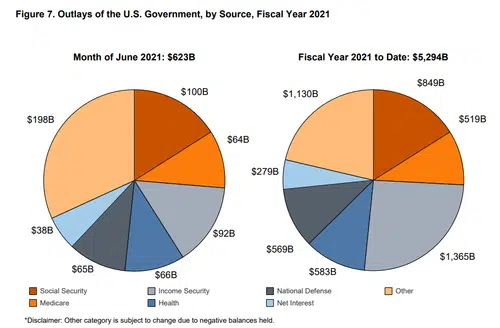 Figure 7. Outlays of the U.S. Government, by Source, Fiscal Year 2021
Month of June 2021: $623B
$100B
$64B
$92B
$66B
$65B
$38B
$198B
Fiscal Year 2021 to Date: $5,294B
$849B
$519B
$1,365B
$583B
$569B
$279B
$1,130B
Social Security
Income Security
National Defense
Other
Medicare
Health
Net Interest
*Disclaimer: Other category is subject to change due to negative balances held.